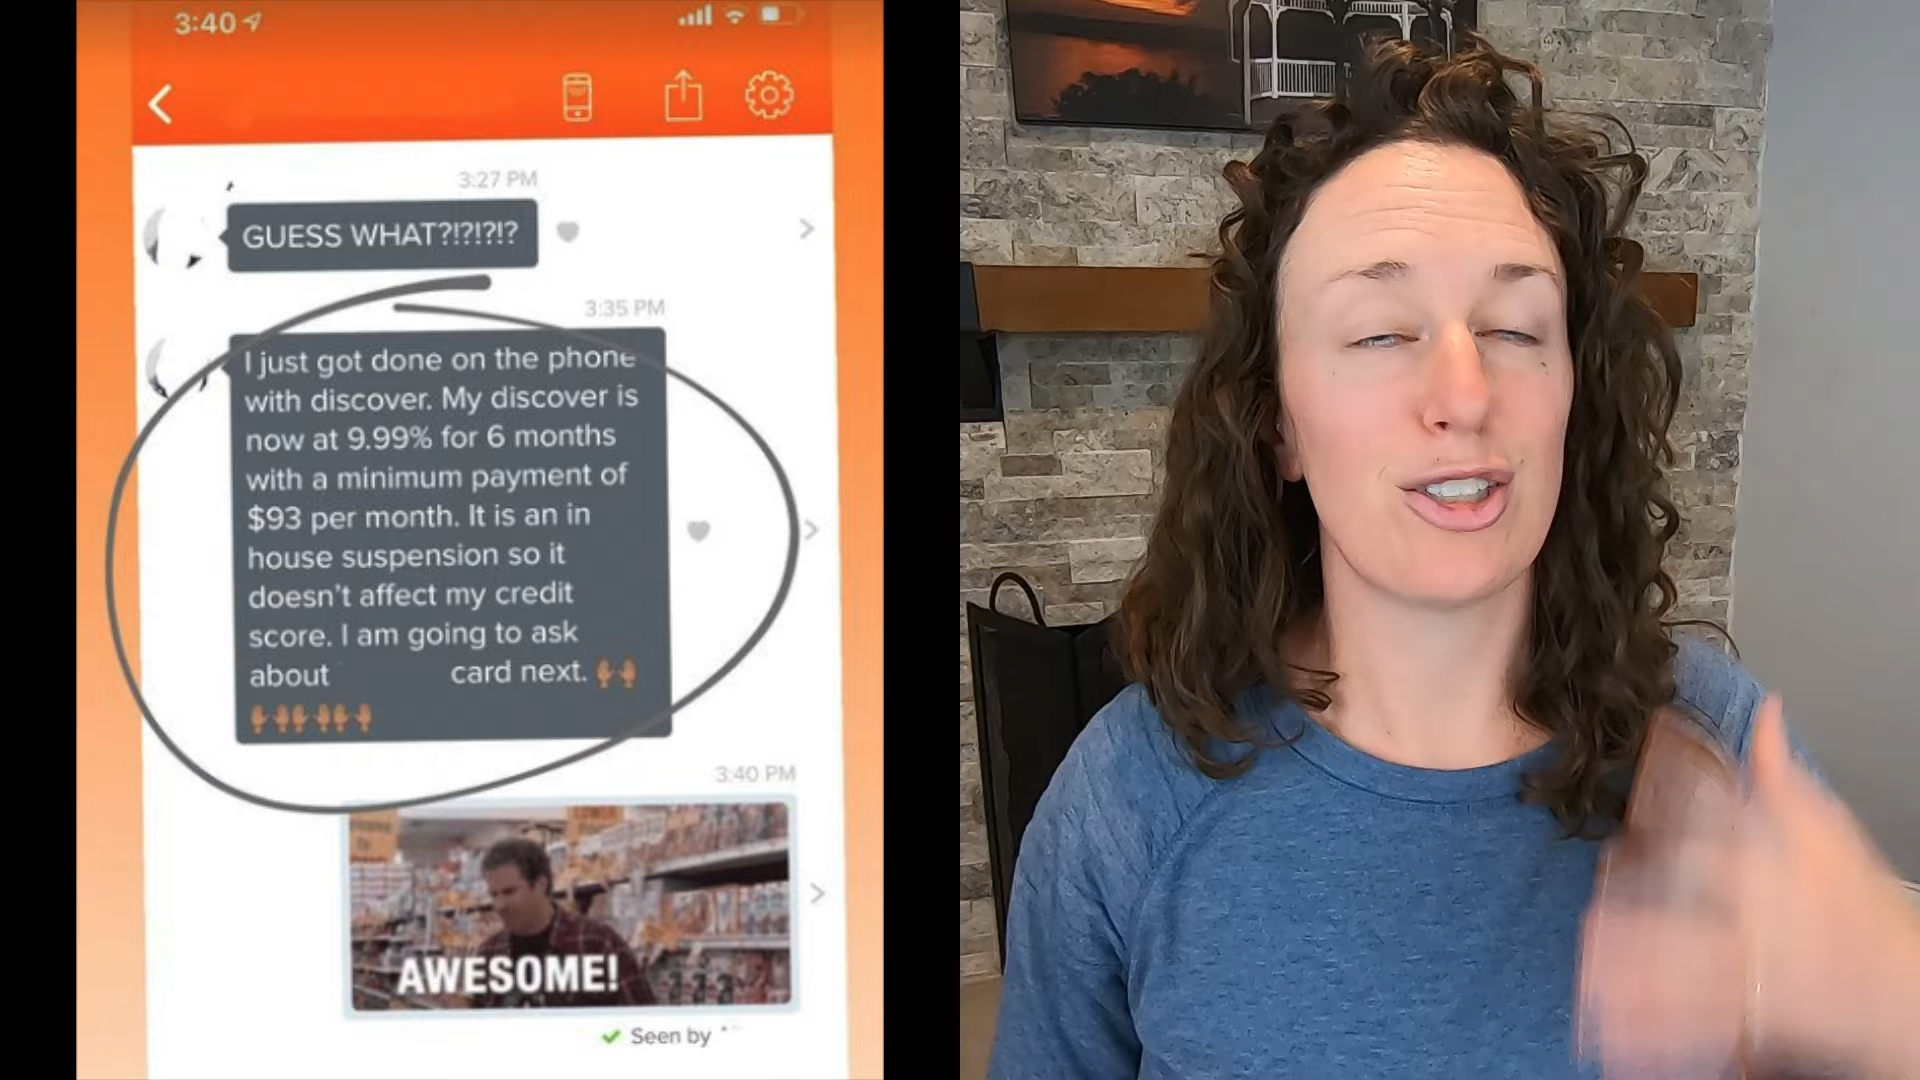 3:40
3:27 PM
GUESS WHAT?!?!?!?
3:35 PM
I just got done on the phone
with discover. My discover is
now at 9.99% for 6 months
with a minimum payment of
$93 per month. It is an in
house suspension so it
doesn't affect my credit
score. I am going to ask
about card next.
3:40 PM
AWESOME!
Seen by